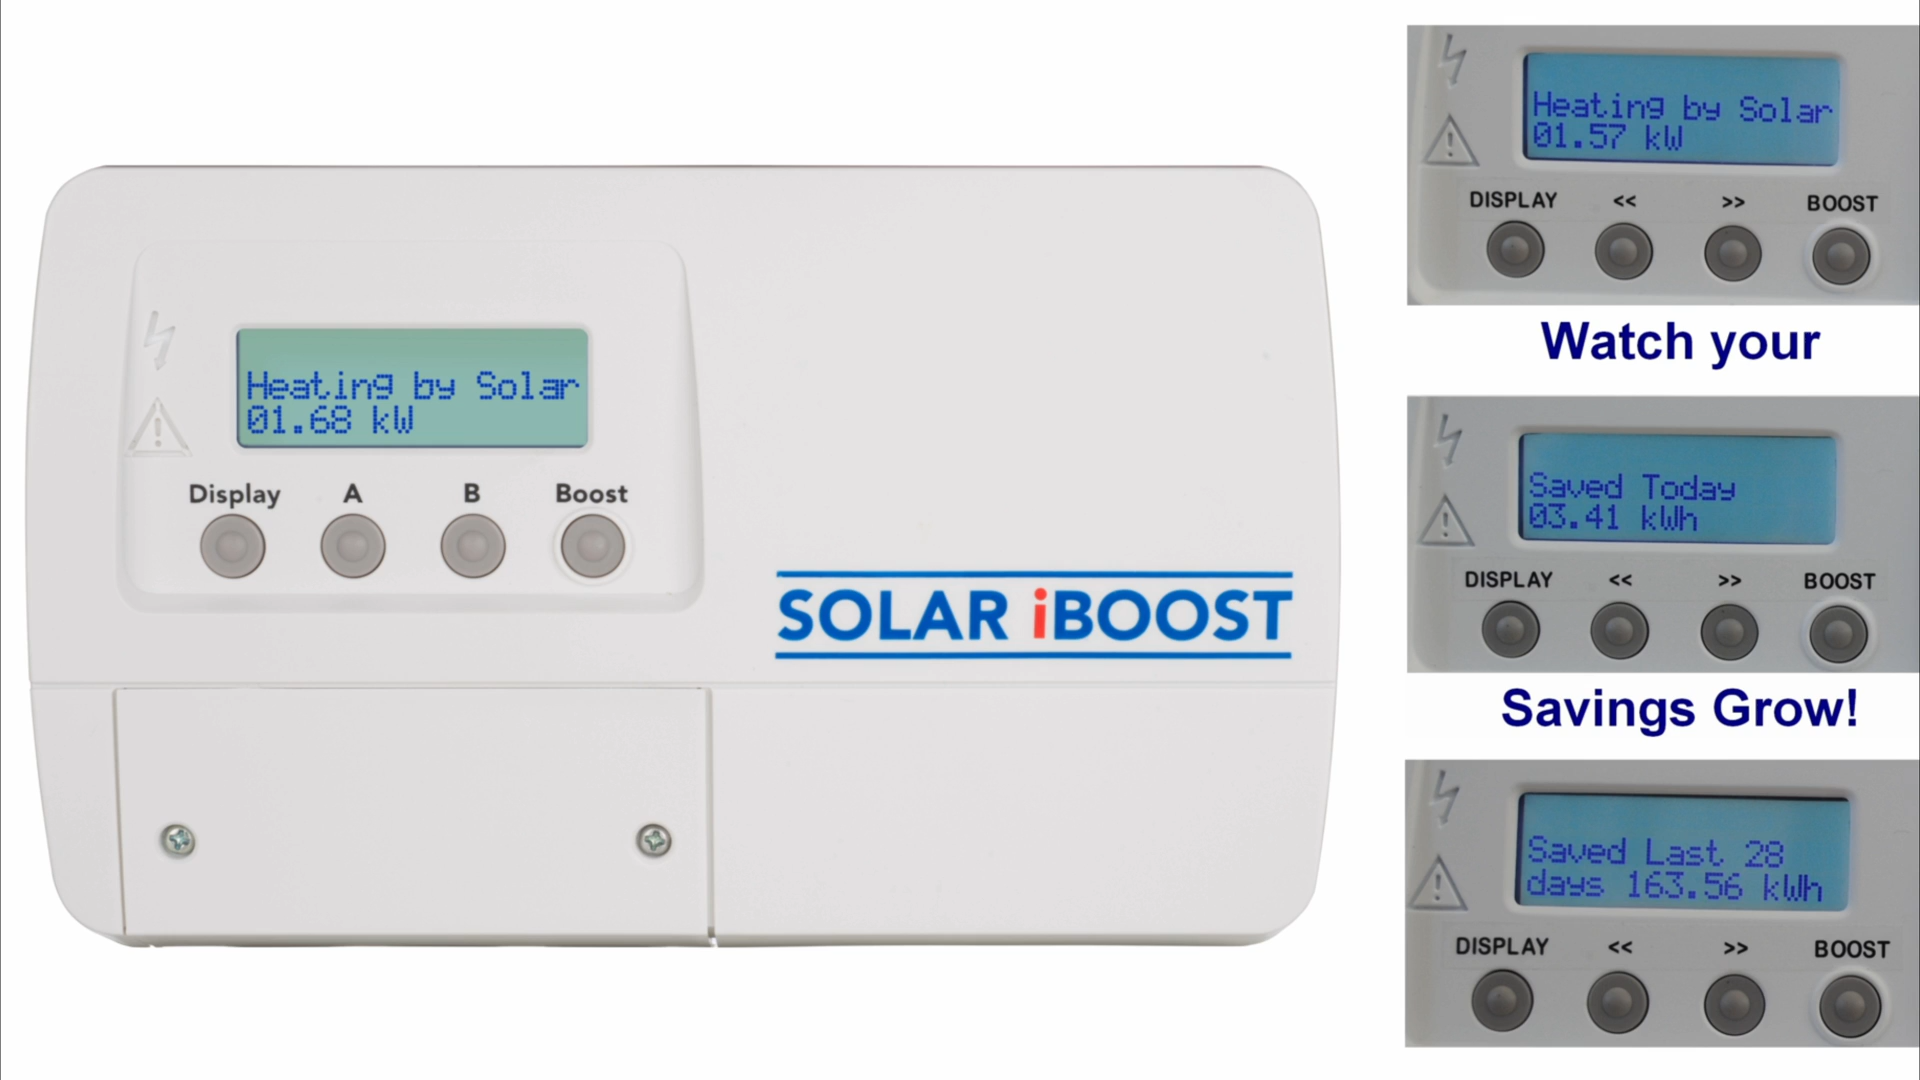 Heating by Solar
01.68 kW
Display A B Boost
SOLAR iBOOST
Heating by Solar
01.57 kW
DISPLAY << >> BOOST
Watch your
Saved Today
03.41 kWh
DISPLAY << >> BOOST
Savings Grow!
Saved Last 28
days 163.56 kWh
DISPLAY << >> BOOST